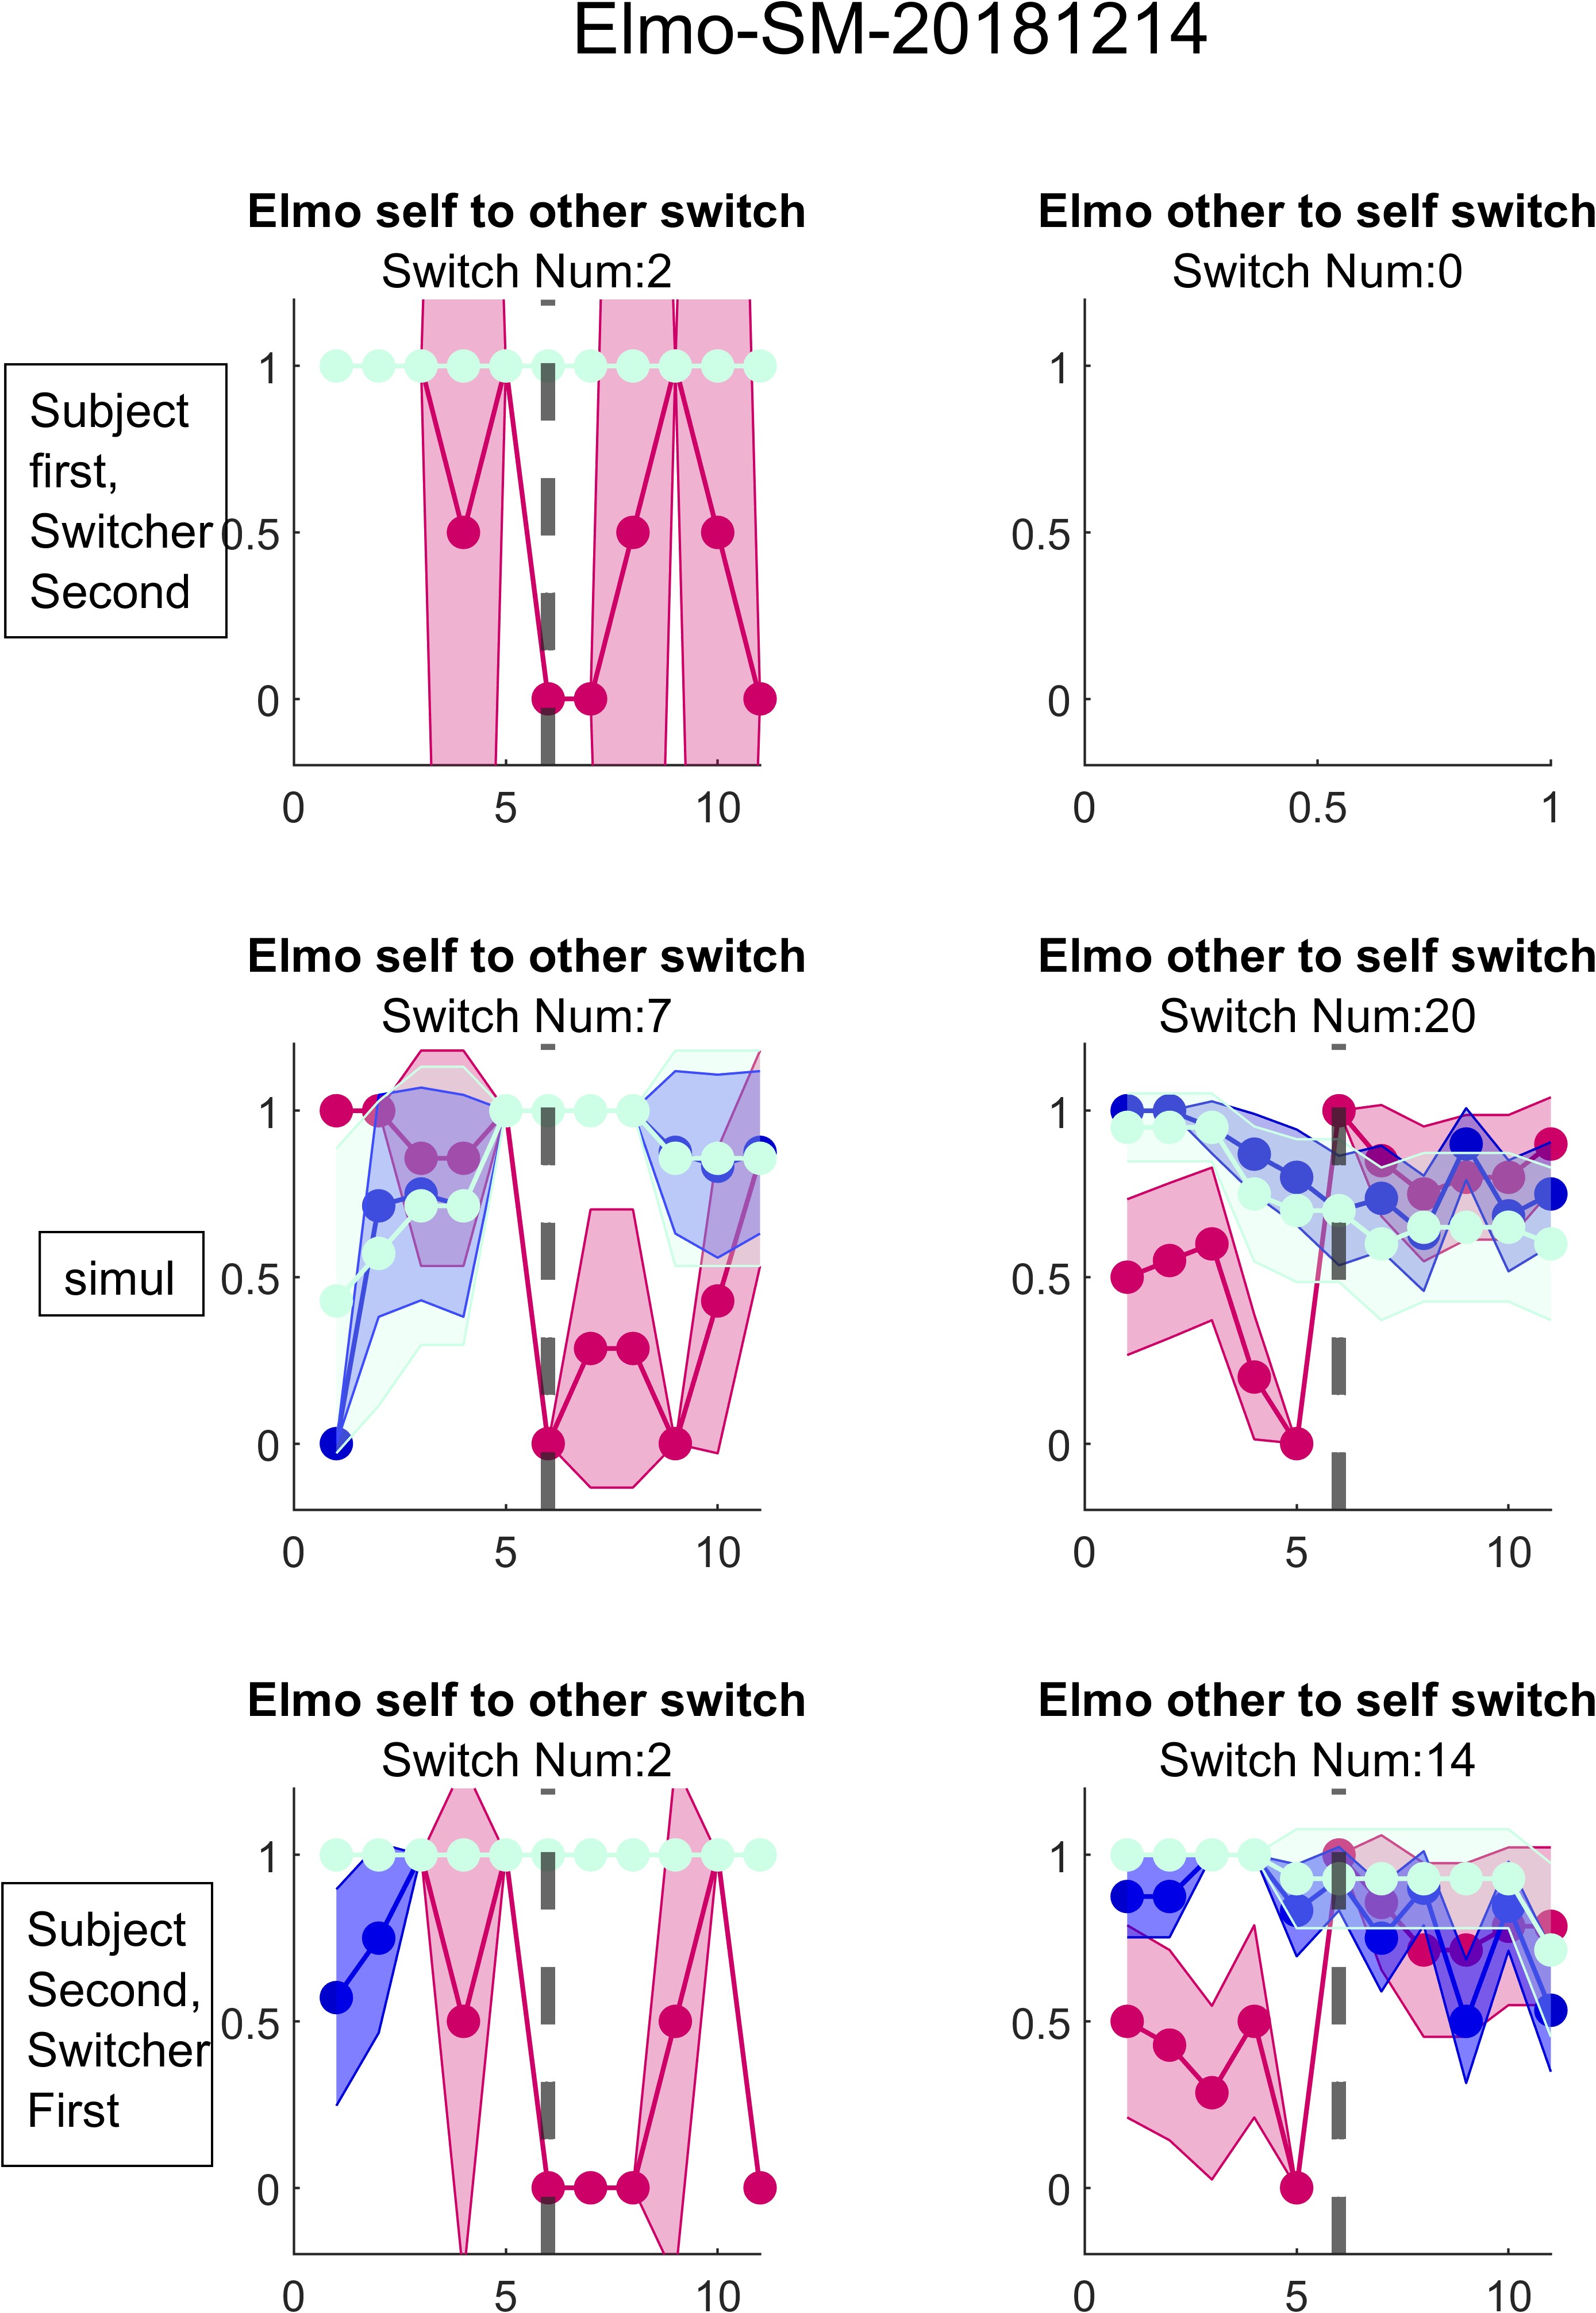 Elmo-SM-20181214
Elmo self to other switch
Switch Num:2
1
0.5
0
0 5 10
Elmo other to self switch
Switch Num:0
1
0.5
0
0 0.5 1
Subject
first,
Switcher
Second
Elmo self to other switch
Switch Num:7
1
0.5
0
0 5 10
Elmo other to self switch
Switch Num:20
1
0.5
0
0 5 10
simul
Elmo self to other switch
Switch Num:2
1
0.5
0
0 5 10
Elmo other to self switch
Switch Num:14
1
0.5
0
0 5 10
Subject
Second,
Switcher
First